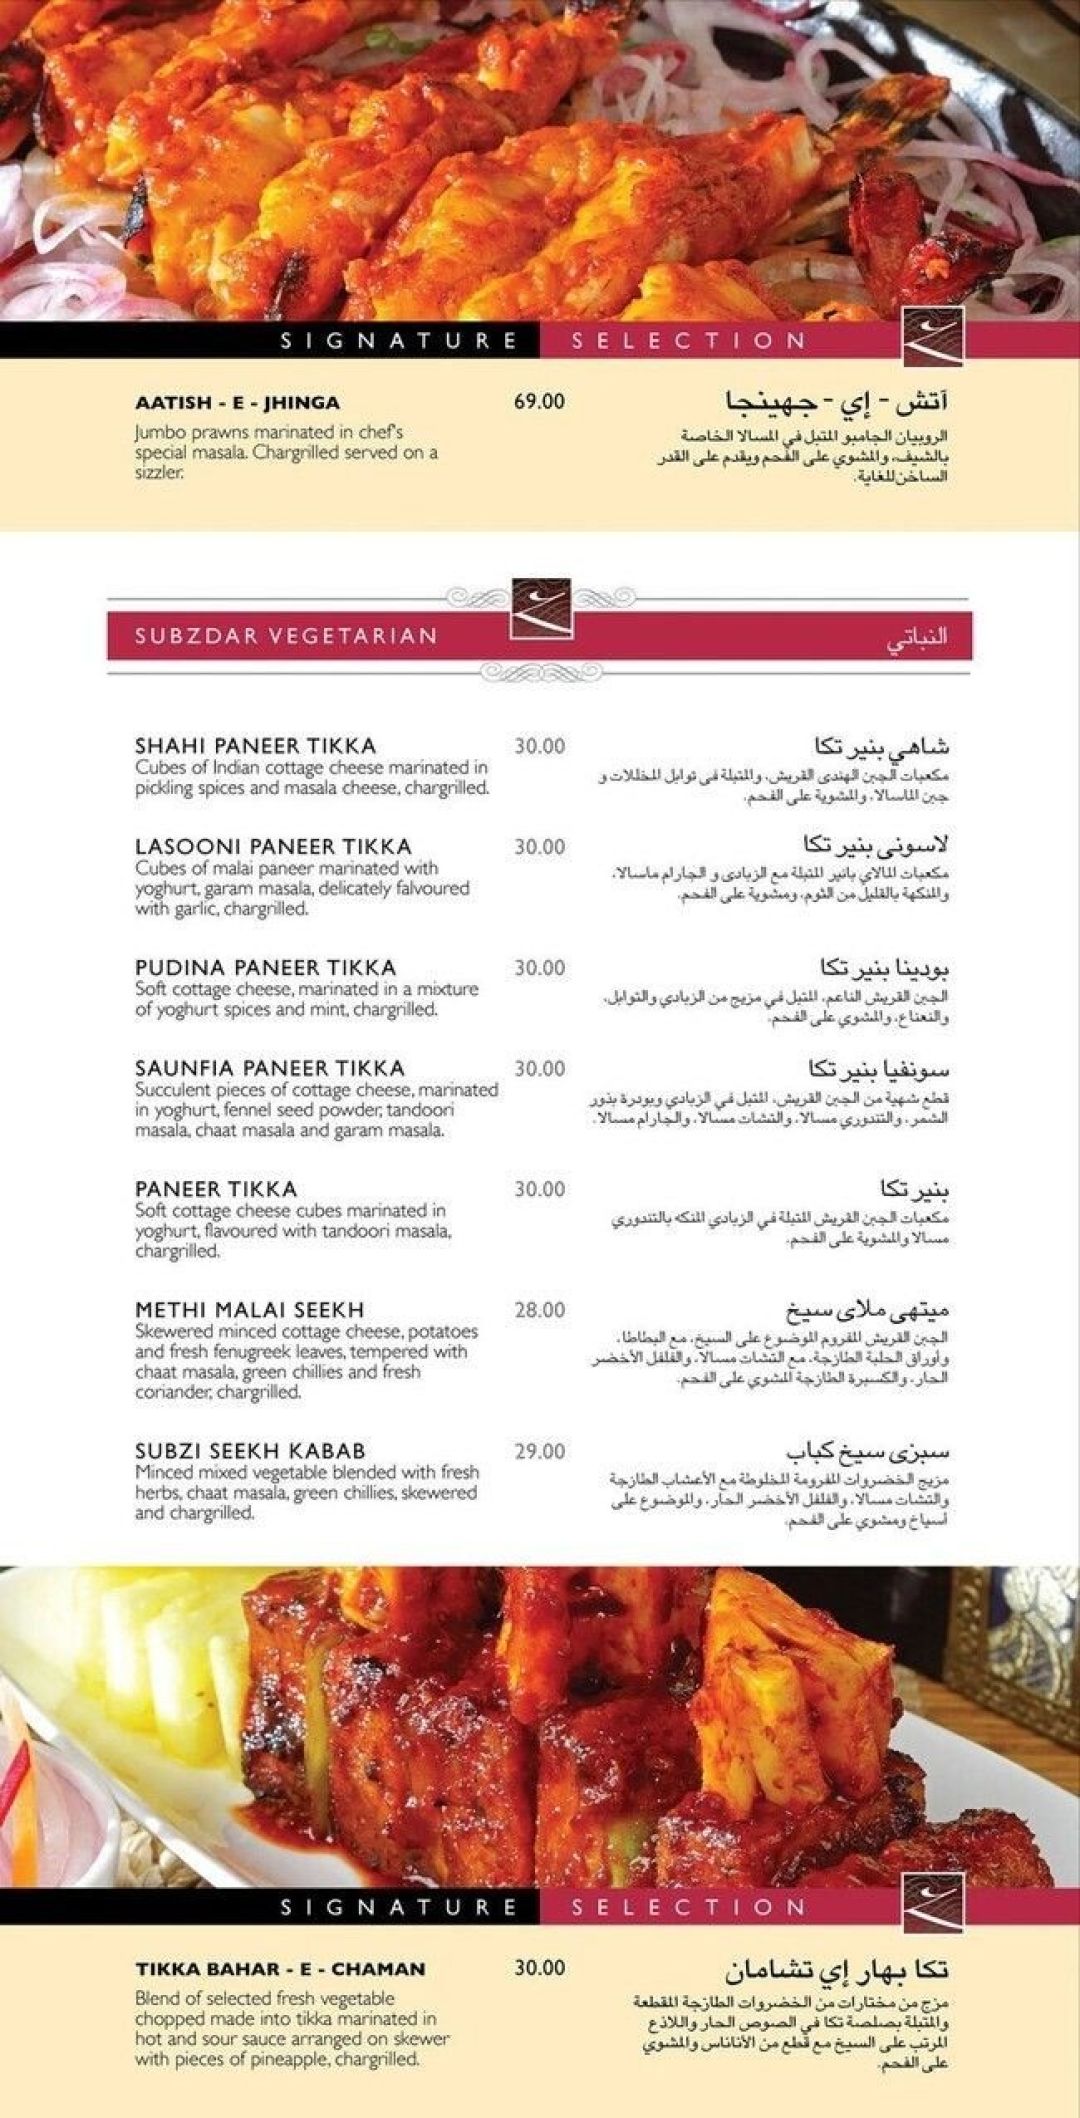 SIGNATURE SELECTION
AATISH - E - JHINGA
69.00
آتش - إي - جهينجا
Jumbo prawns marinated in chef's
special masala. Chargrilled served on a
sizzler.
الروبيان الجامبو المتبل في المسالا الخاصة
بالشيف، والمشوي على الفحم ويقدم على القدر
الساخن للغاية.
SUBZDAR VEGETARIAN
النباتي
SHAHI PANEER TIKKA
30.00
شاهي بنير تكا
Cubes of Indian cottage cheese marinated in
pickling spices and masala cheese, chargrilled.
مكعبات الجبن الهندى القريش، والمتبلة فى توابل المخللات و
جبن الماسالا، والمشوية على الفحم.
LASOONI PANEER TIKKA
30.00
لاسونى بنير تكا
Cubes of malai paneer marinated with
yoghurt, garam masala, delicately falvoured
with garlic, chargrilled.
مكعبات المالاي بانير المتبلة مع الزبادى و الجارام ماسالا،
والمنكهة بالقليل من الثوم، ومشوية على الفحم.
PUDINA PANEER TIKKA
30.00
بودينا بنير تكا
Soft cottage cheese, marinated in a mixture
of yoghurt spices and mint, chargrilled.
الجبن القريش الناعم، المتبل في مزيج من الزبادي والتوابل،
والنعناع، والمشوي على الفحم.
SAUNFIA PANEER TIKKA
30.00
سونفيا بنير تكا
Succulent pieces of cottage cheese, marinated
in yoghurt, fennel seed powder, tandoori
masala, chaat masala and garam masala.
قطع شهية من الجبن القريش، المتبل في الزبادي وبودرة بذور
الشمر، والتندوري مسالا، والتشات مسالا، والجارام مسالا.
PANEER TIKKA
30.00
بنير تكا
Soft cottage cheese cubes marinated in
yoghurt, flavoured with tandoori masala,
chargrilled.
مكعبات الجبن القريش المتبلة في الزبادي المنكه بالتندوري
مسالا والمشوية على الفحم.
METHI MALAI SEEKH
28.00
ميتهى ملاى سيخ
Skewered minced cottage cheese, potatoes
and fresh fenugreek leaves, tempered with
chaat masala, green chillies and fresh
coriander, chargrilled.
الجبن القريش المفروم الموضوع على السيخ، مع البطاطا،
وأوراق الحلبة الطازجة، مع التشات مسالا، والفلفل الأخضر
الحار، والكسبرة الطازجة المشوي على الفحم.
SUBZI SEEKH KABAB
29.00
سبزى سيخ كباب
Minced mixed vegetable blended with fresh
herbs, chaat masala, green chillies, skewered
and chargrilled.
مزيج الخضروات المفرومة المخلوطة مع الأعشاب الطازجة
والتشات مسالا، والفلفل الأخضر الحار، والموضوع على
أسياخ ومشوي على الفحم.
SIGNATURE SELECTION
TIKKA BAHAR - E - CHAMAN
30.00
تكا بهار إي تشامان
Blend of selected fresh vegetable
chopped made into tikka marinated in
hot and sour sauce arranged on skewer
with pieces of pineapple, chargrilled.
مزج من مختارات من الخضروات الطازجة المقطعة
والمتبلة بصلصة تكا في الصوص الحار واللاذع
المرتب على السيخ مع قطع من الأناناس والمشوي
على الفحم.